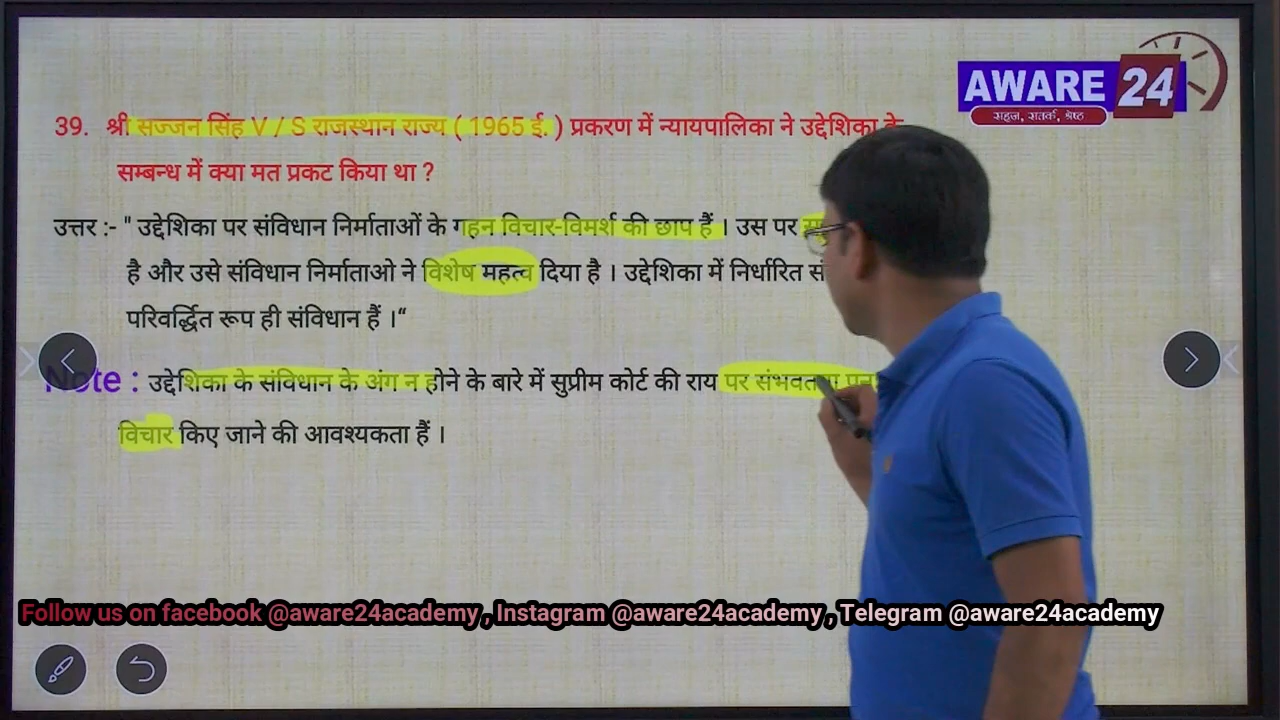 AWARE 24
सहज, सतर्क, श्रेष्ठ
39. श्री सज्जन सिंह V / S राजस्थान राज्य ( 1965 ई. ) प्रकरण में न्यायपालिका ने उद्देशिका के
सम्बन्ध में क्या मत प्रकट किया था ?
उत्तर :- " उद्देशिका पर संविधान निर्माताओं के गहन विचार-विमर्श की छाप हैं । उस पर
है और उसे संविधान निर्माताओ ने विशेष महत्व दिया है । उद्देशिका में निर्धारित
परिवर्द्धित रूप ही संविधान हैं ।“
Note : उद्देशिका के संविधान के अंग न होने के बारे में सुप्रीम कोर्ट की राय पर संभवतया
विचार किए जाने की आवश्यकता हैं ।
Follow us on facebook @aware24academy , Instagram @aware24academy , Telegram @aware24academy